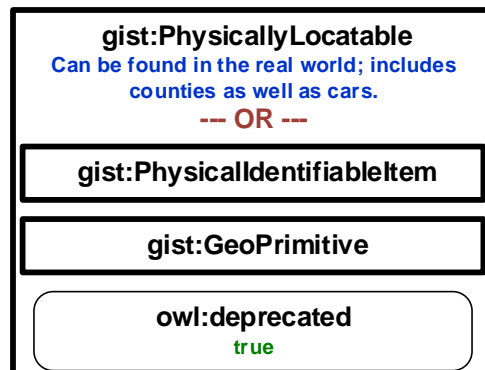 gist:PhysicallyLocatable
Can be found in the real world; includes
counties as well as cars.
--- OR ---
gist:PhysicalIdentifiableItem
gist:GeoPrimitive
owl:deprecated
true